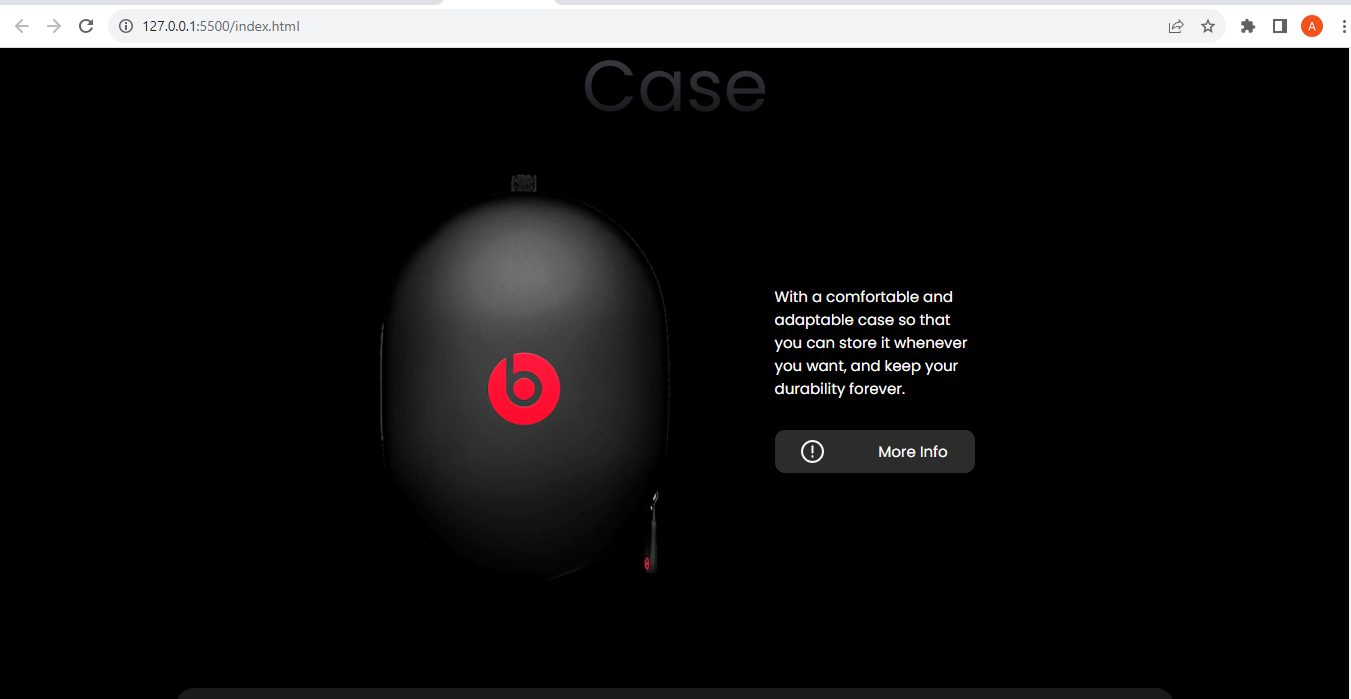 127.0.0.1:5500/index.html
A
Case
b
With a comfortable and
adaptable case so that
you can store it whenever
you want, and keep your
durability forever.
More Info